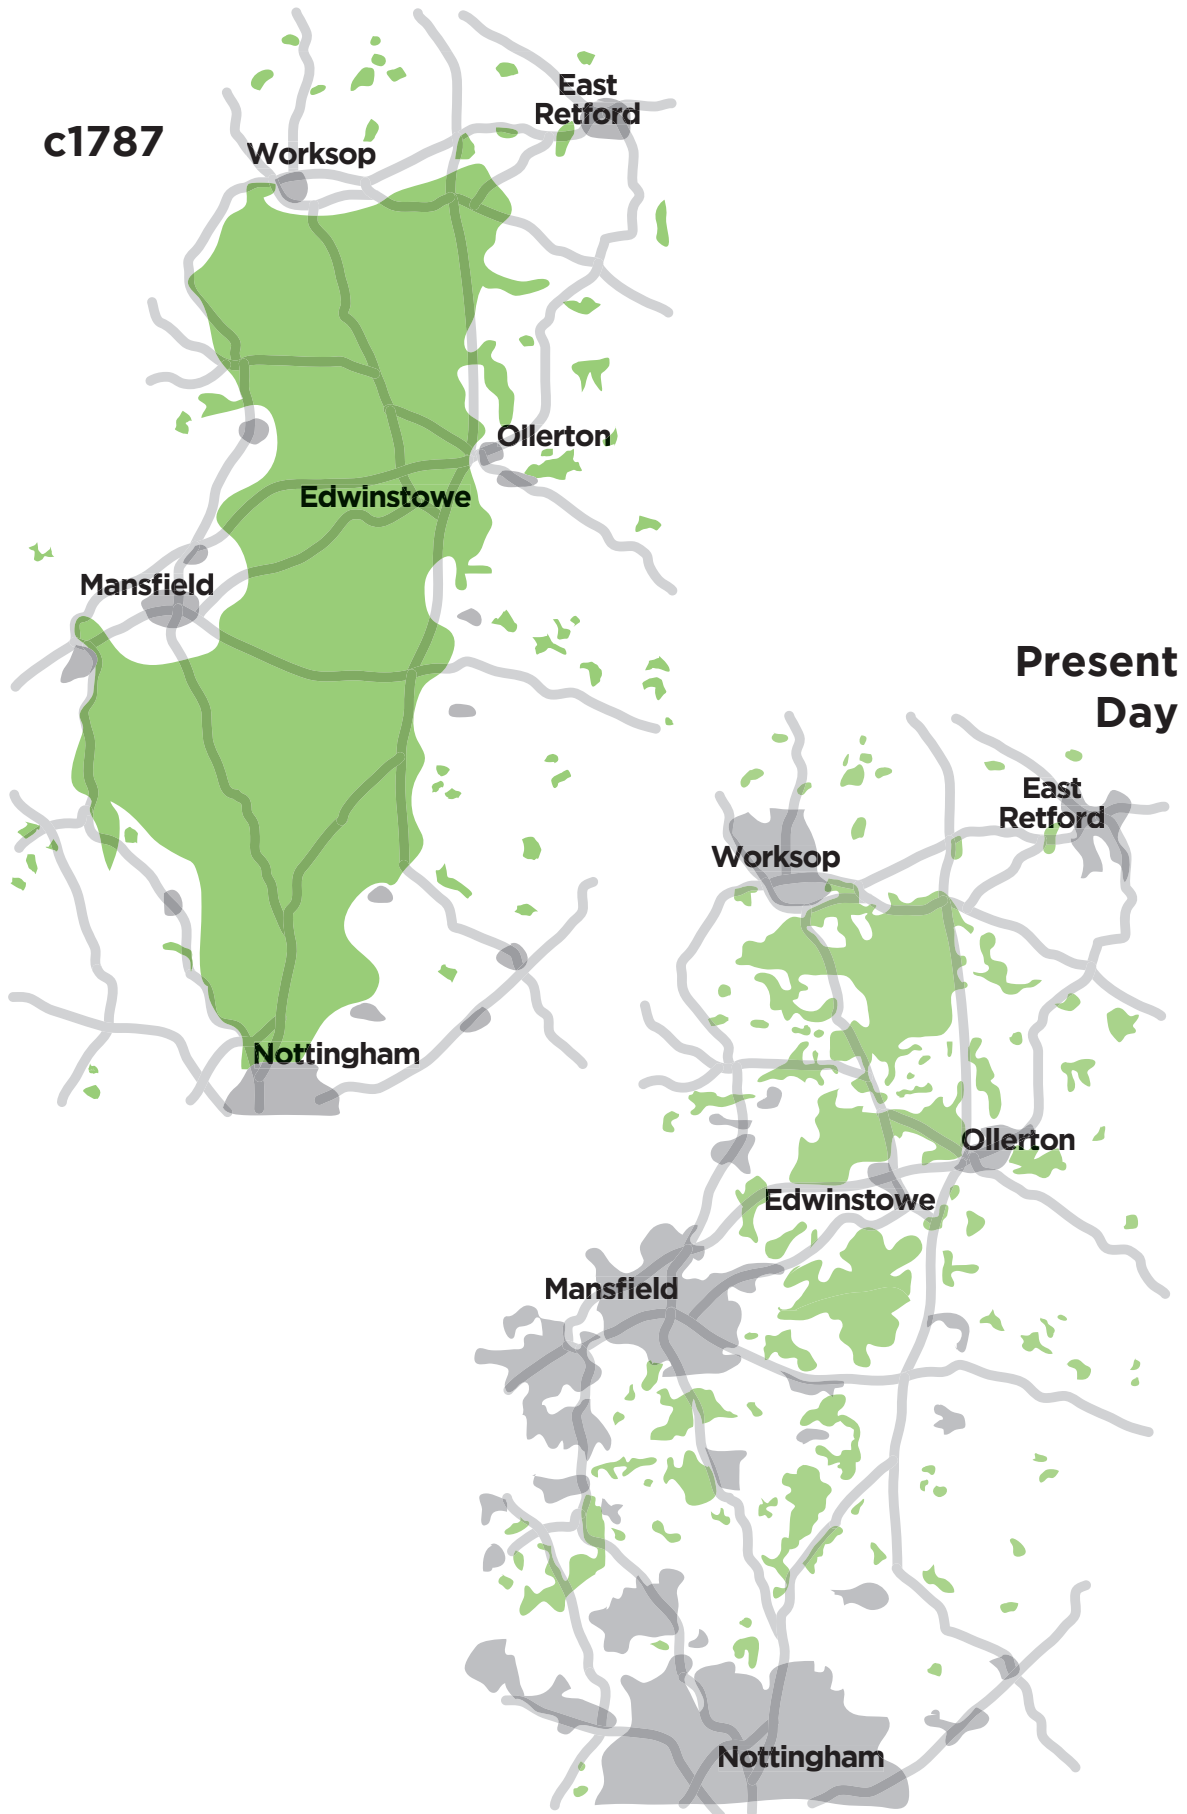 c1787
East
Retford
Worksop
Ollerton
Edwinstowe
Mansfield
Nottingham
Present
Day
East
Retford
Worksop
Ollerton
Edwinstowe
Mansfield
Nottingham